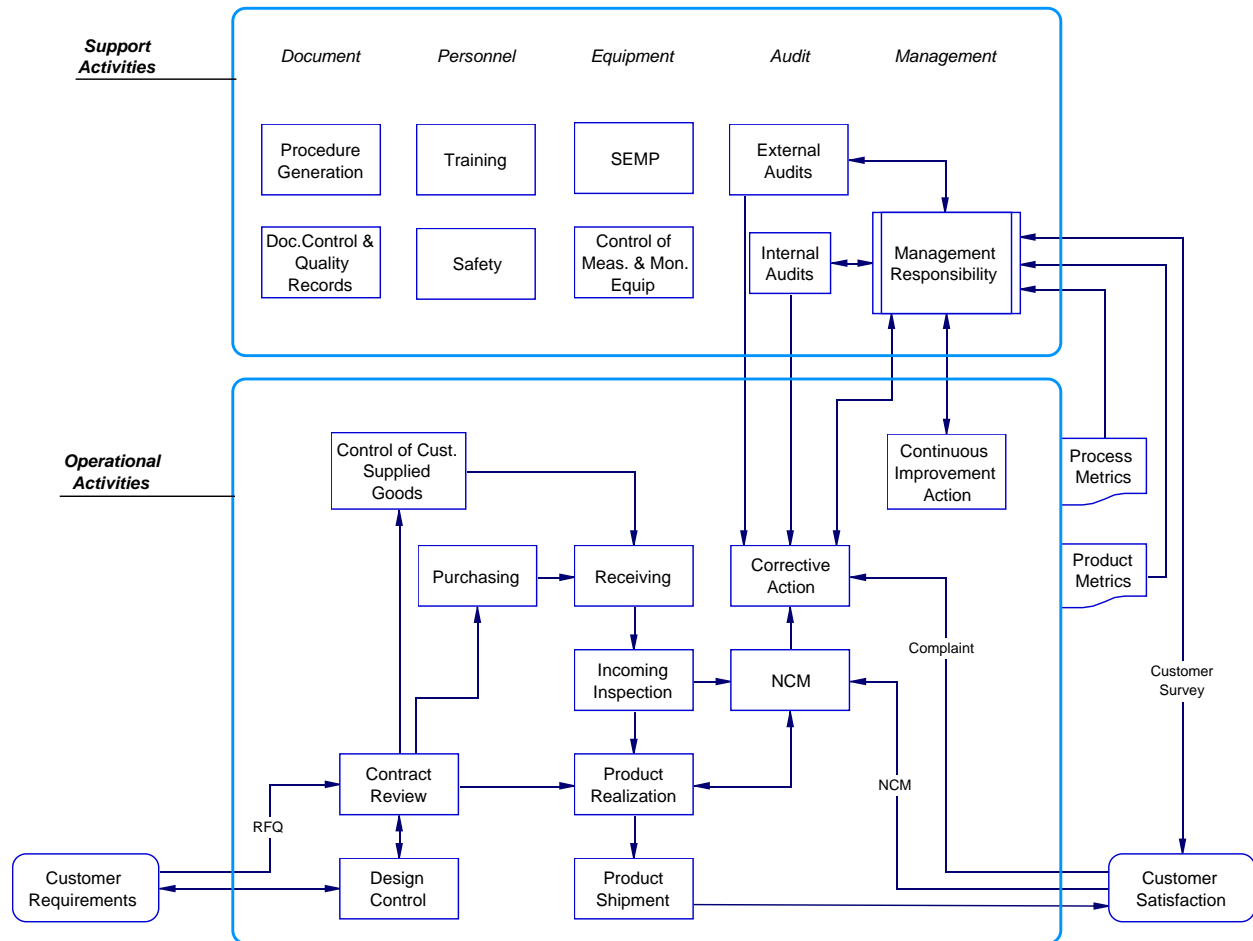 Support
Activities
Document
Personnel
Equipment
Audit
Management
Procedure
Generation
Training
SEMP
External
Audits
Doc.Control &
Quality
Records
Safety
Control of
Meas. & Mon.
Equip
Internal
Audits
Management
Responsibility
Operational
Activities
Control of Cust.
Supplied
Goods
Continuous
Improvement
Action
Process
Metrics
Purchasing
Receiving
Corrective
Action
Product
Metrics
Complaint
Customer
Survey
Incoming
Inspection
NCM
Contract
Review
Product
Realization
NCM
RFQ
Customer
Requirements
Design
Control
Product
Shipment
Customer
Satisfaction